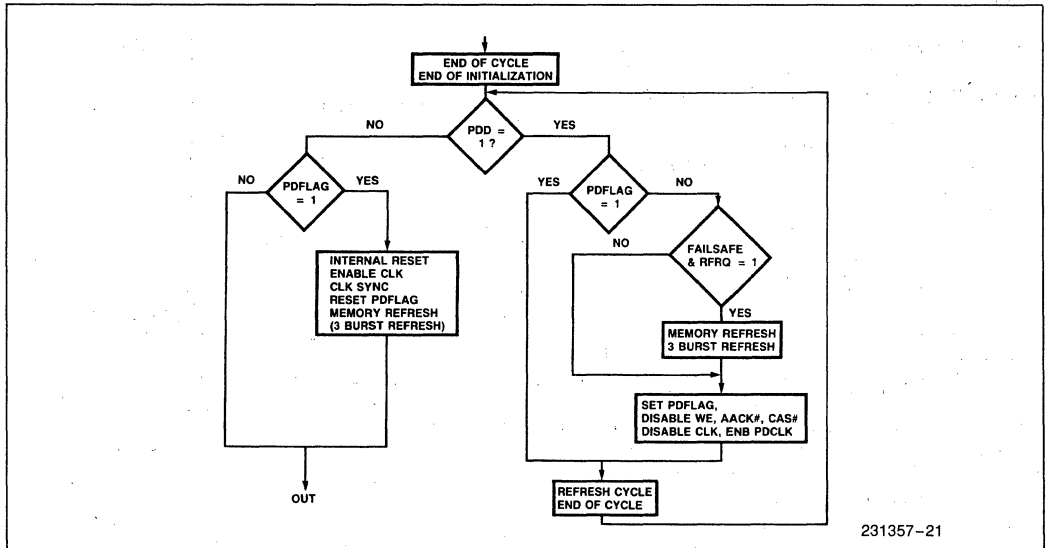 END OF CYCLE
END OF INITIALIZATION
NO
PDD =
1 ?
YES
NO
PDFLAG
= 1
YES
YES
PDFLAG
= 1
NO
INTERNAL RESET
ENABLE CLK
CLK SYNC
RESET PDFLAG
MEMORY REFRESH
(3 BURST REFRESH)
NO
FAILSAFE
& RFRQ = 1
YES
MEMORY REFRESH
3 BURST REFRESH
SET PDFLAG,
DISABLE WE, AACK#, CAS#
DISABLE CLK, ENB PDCLK
OUT
REFRESH CYCLE
END OF CYCLE
231357-21